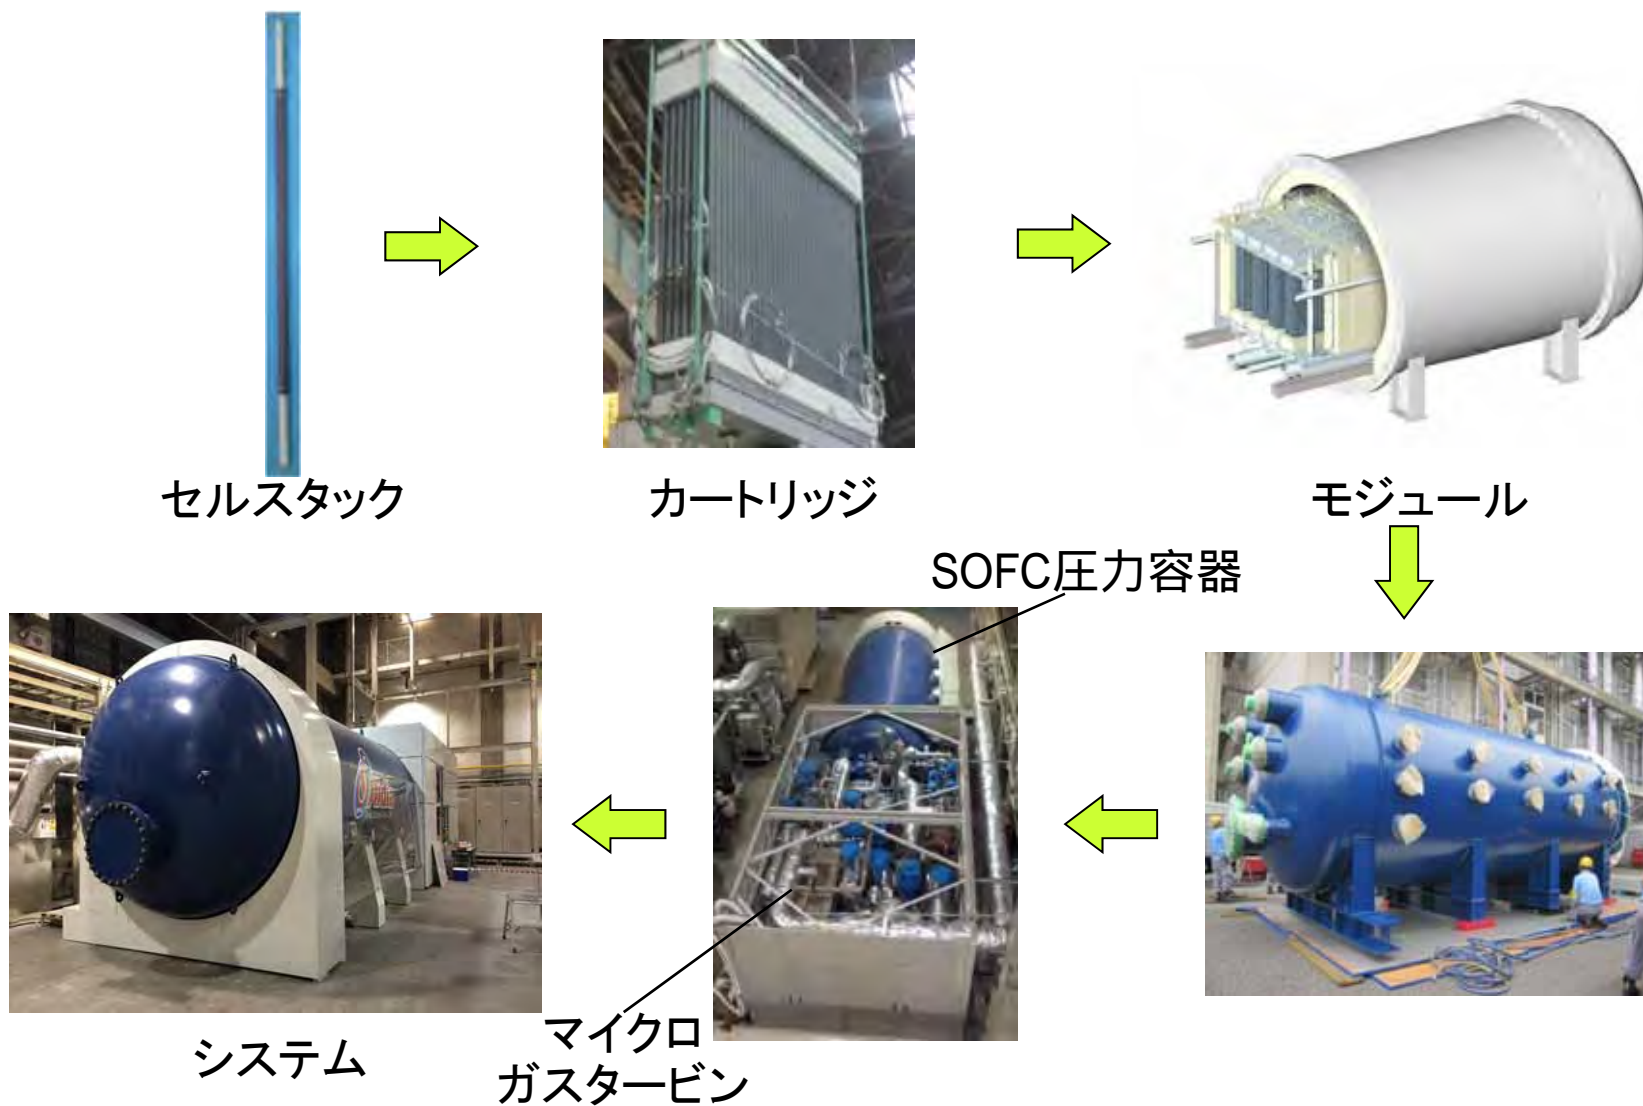 セルスタック
カートリッジ
モジュール
SOFC圧力容器
システム
マイクロ
ガスタービン